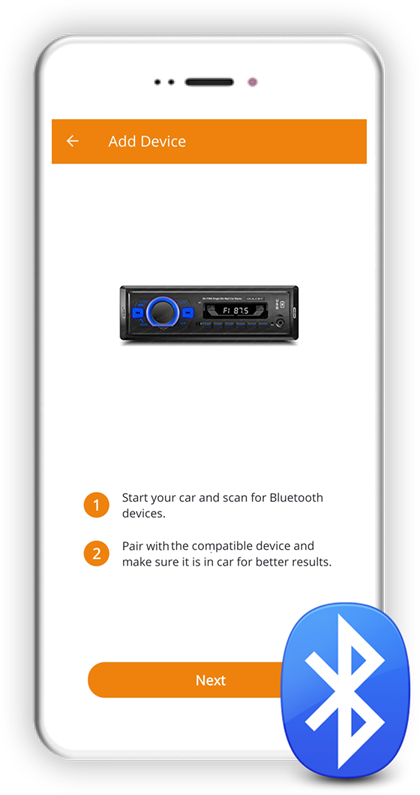 Add Device
F1 87.5
1 Start your car and scan for Bluetooth
devices.
2 Pair with the compatible device and
make sure it is in car for better results.
Next